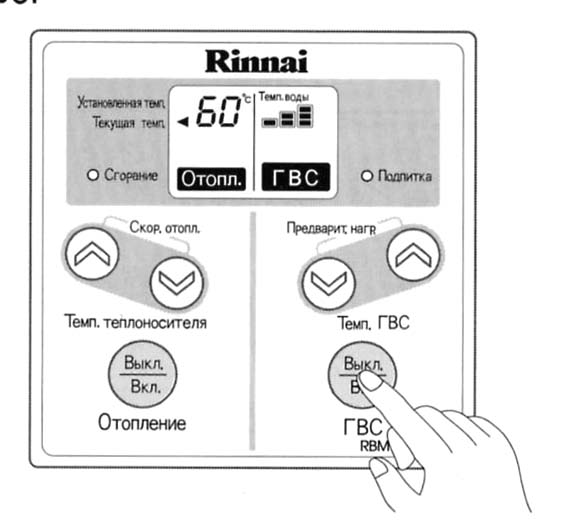 Rinnai
Установленная темп.
Текущая темп.
60°C
Темп. воды
Сгорание
Отопл.
ГВС
Подпитка
Скор. отопл.
Предварит. нагр
Темп. теплоносителя
Темп. ГВС
Выкл.
Вкл.
Выкл.
Отопление
ГВС
RBM